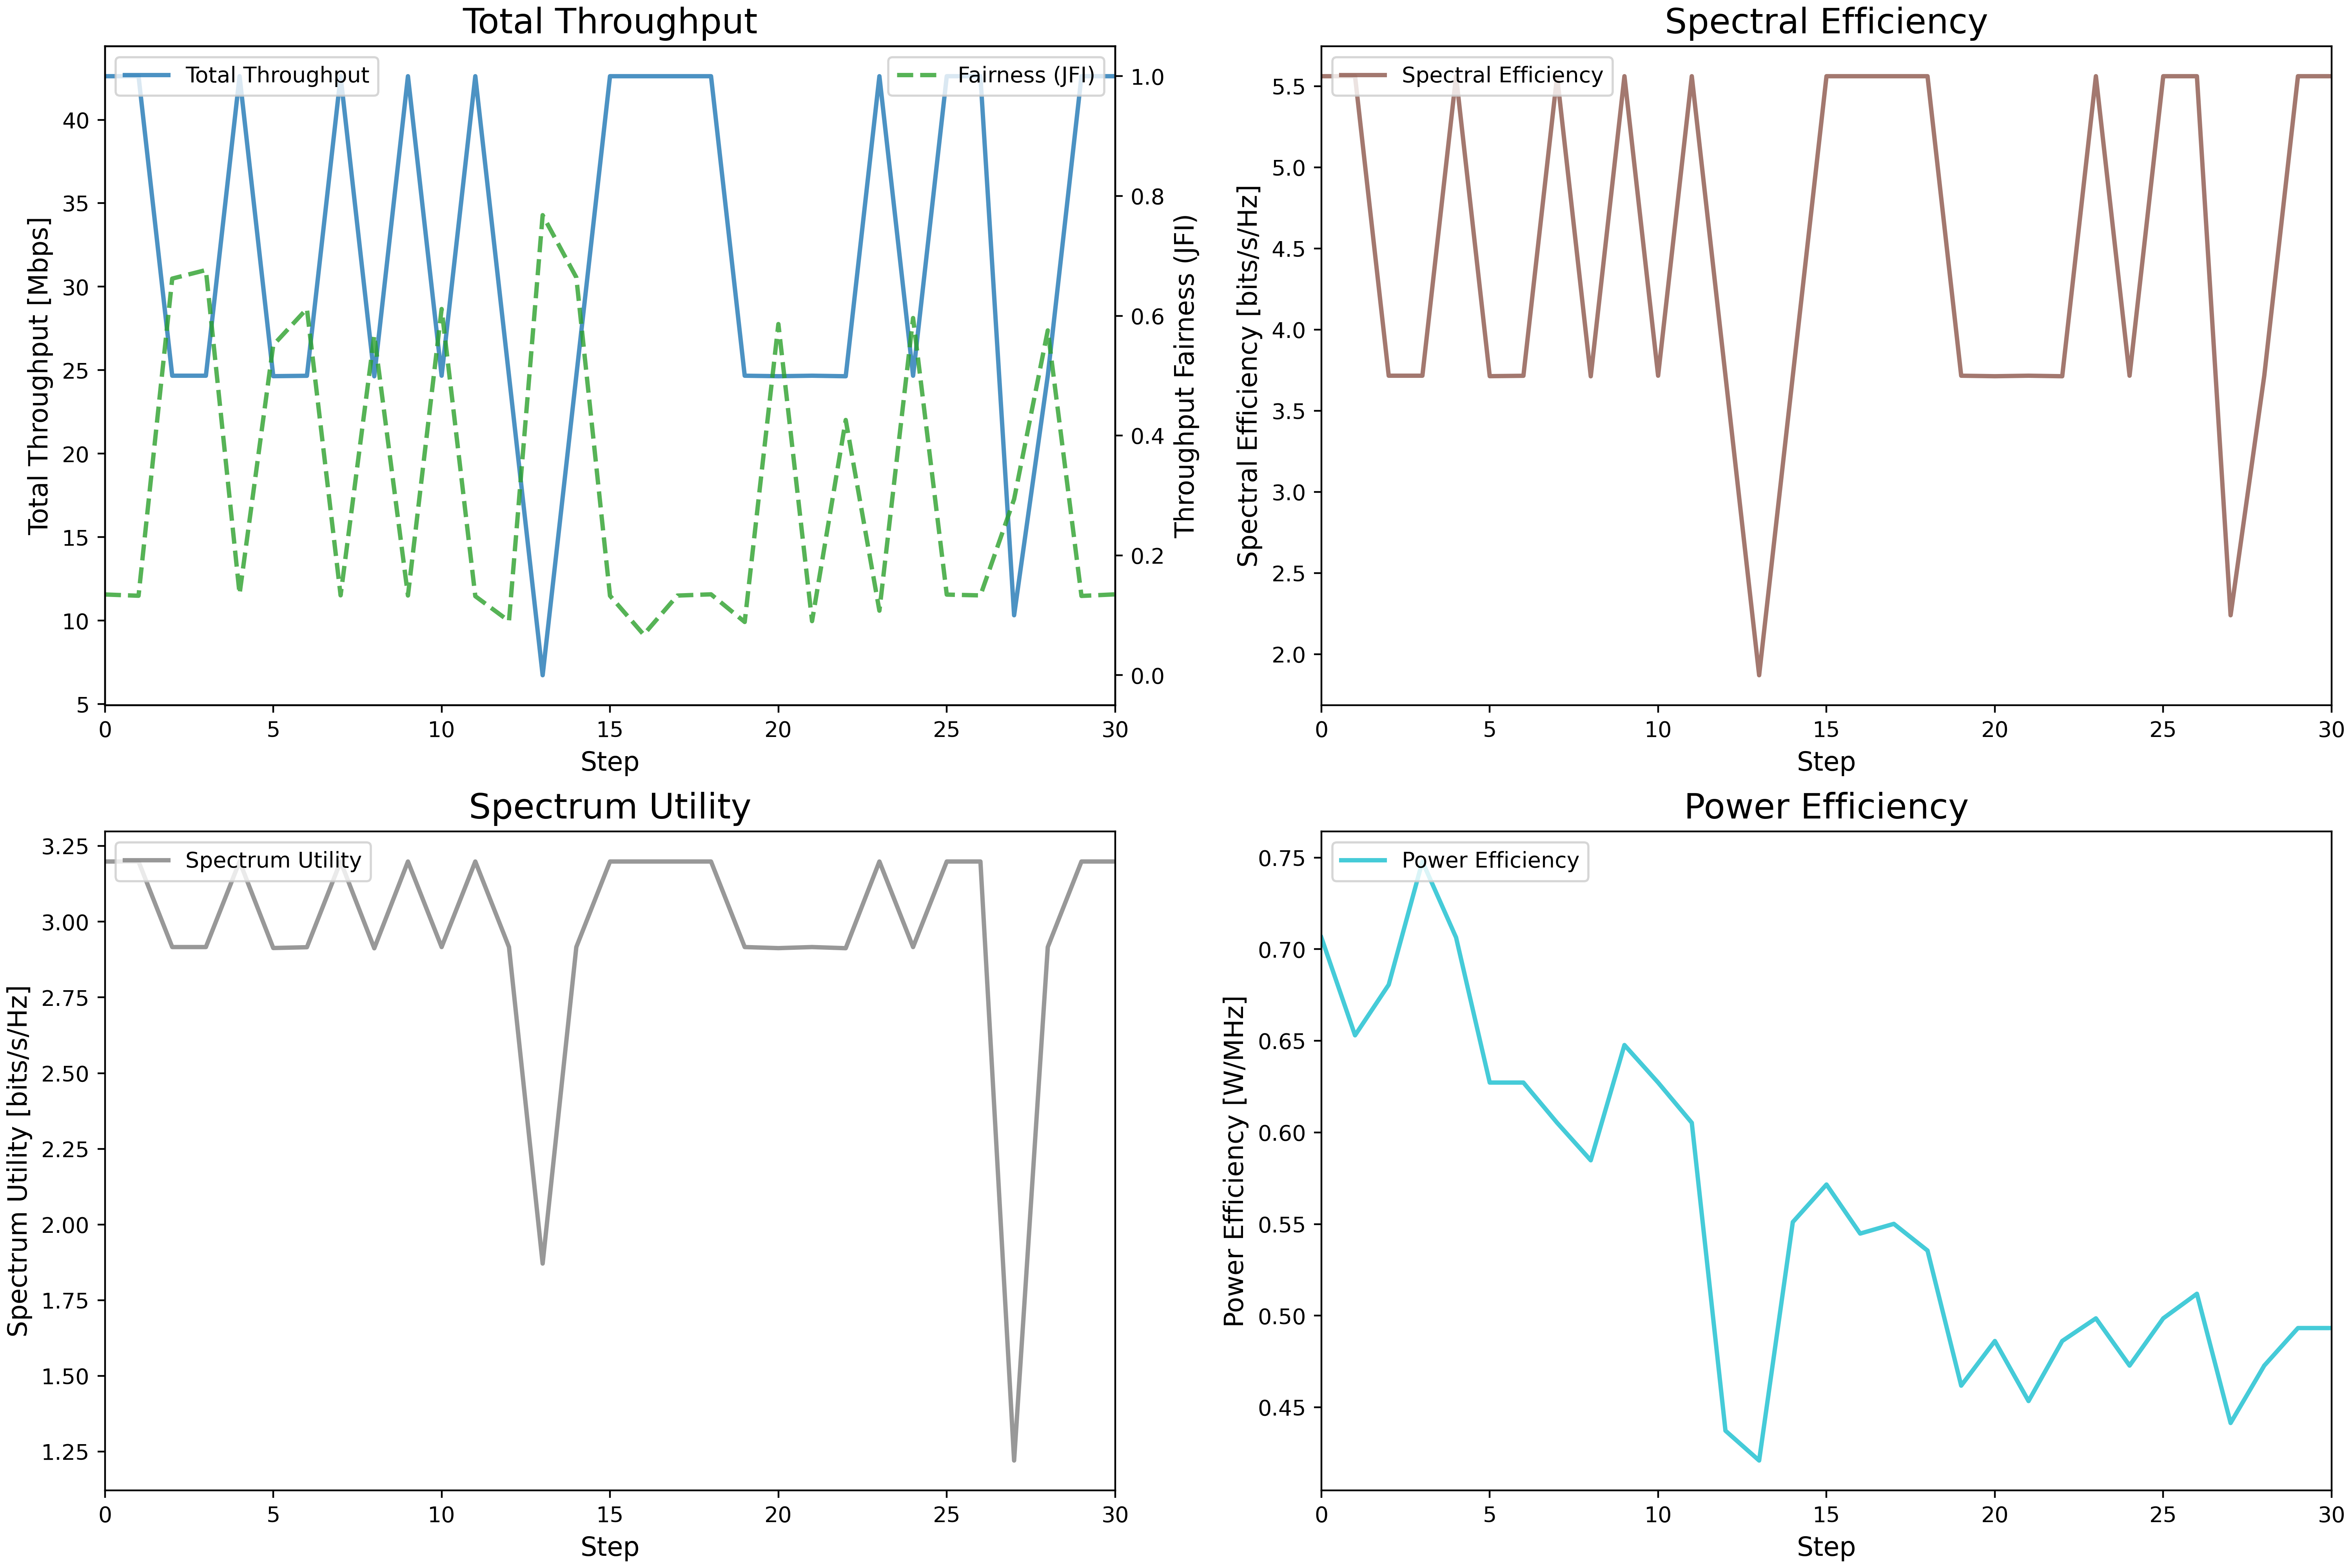 Total Throughput
Total Throughput
Fairness (JFI)
Total Throughput [Mbps]
40
35
30
25
20
15
10
5
1.0
0.8
0.6
0.4
0.2
0.0
Throughput Fairness (JFI)
0 5 10 15 20 25 30
Step
Spectral Efficiency
Spectral Efficiency
Spectral Efficiency [bits/s/Hz]
5.5
5.0
4.5
4.0
3.5
3.0
2.5
2.0
0 5 10 15 20 25 30
Step
Spectrum Utility
Spectrum Utility
Spectrum Utility [bits/s/Hz]
3.25
3.00
2.75
2.50
2.25
2.00
1.75
1.50
1.25
0 5 10 15 20 25 30
Step
Power Efficiency
Power Efficiency
Power Efficiency [W/MHz]
0.75
0.70
0.65
0.60
0.55
0.50
0.45
0 5 10 15 20 25 30
Step